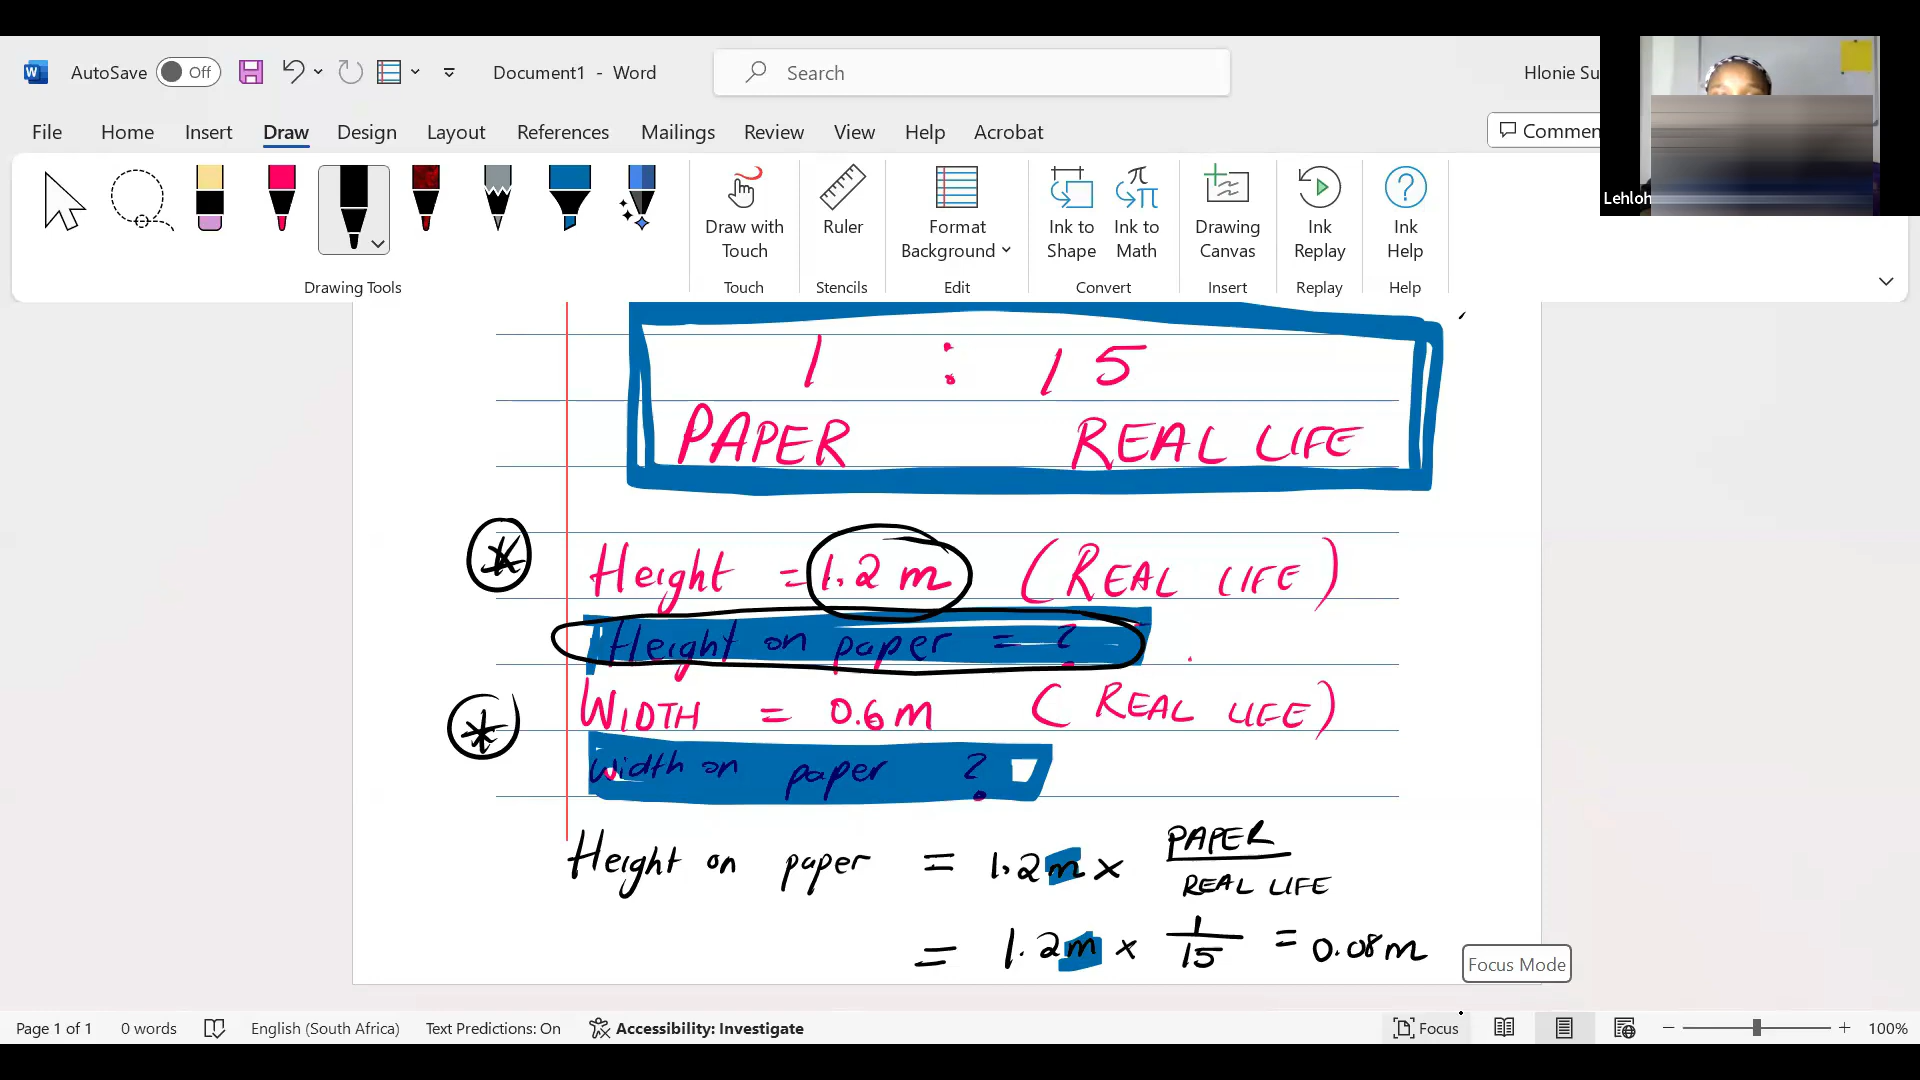 AutoSave Off Document1 - Word Search Hlonie Su
File Home Insert Draw Design Layout References Mailings Review View Help Acrobat Commen
Draw with Touch Ruler Format Background Ink to Shape Ink to Math Drawing Canvas Ink Replay Ink Help
Drawing Tools Touch Stencils Edit Convert Insert Replay Help
Lehloh
1 : 15
PAPER REAL LIFE
Height = 1.2 m (REAL LIFE)
Height on paper = ?
WIDTH = 0.6m (REAL LIFE)
Width on paper ?
Height on paper = 1.2m × PAPER / REAL LIFE
= 1.2m × 1/15 = 0.08m
Focus Mode
Page 1 of 1 0 words English (South Africa) Text Predictions: On Accessibility: Investigate Focus 100%